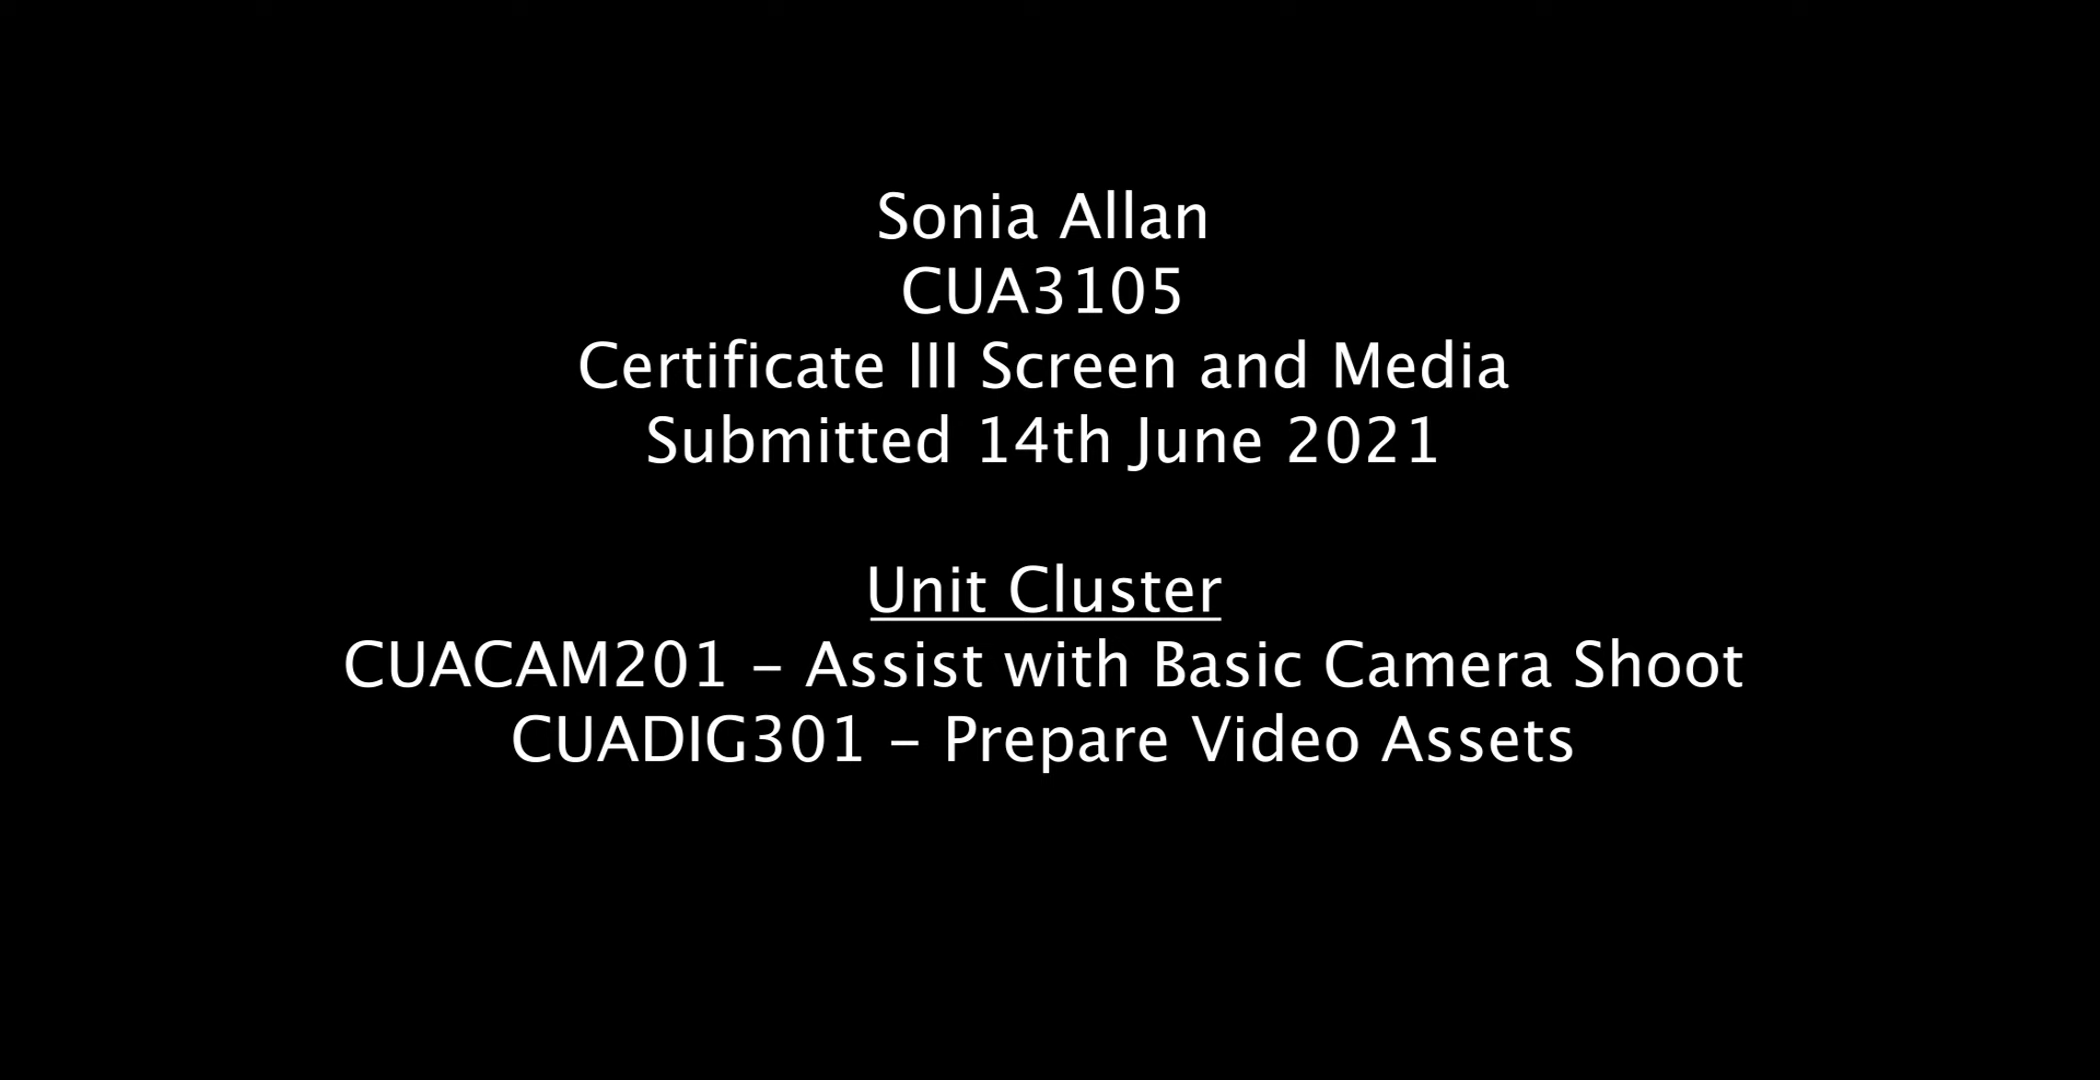 Sonia Allan
CUA3105
Certificate III Screen and Media
Submitted 14th June 2021
Unit Cluster
CUACAM201 – Assist with Basic Camera Shoot
CUADIG301 – Prepare Video Assets